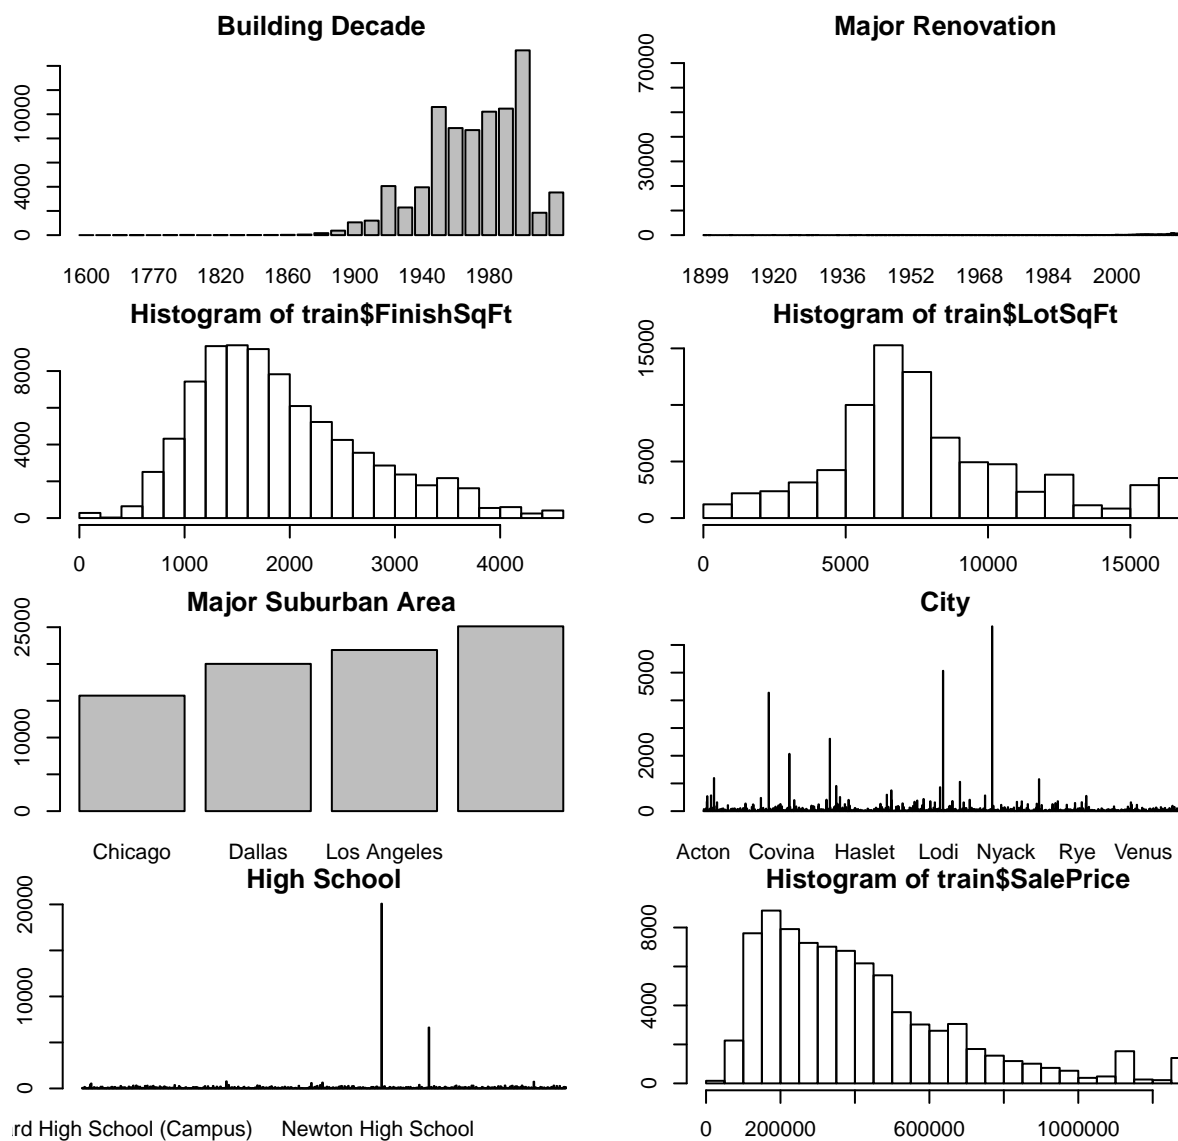 Building Decade
0 4000 10000
1600 1770 1820 1860 1900 1940 1980
Major Renovation
0 30000 70000
1899 1920 1936 1952 1968 1984 2000
Histogram of train$FinishSqFt
0 4000 8000
0 1000 2000 3000 4000
Histogram of train$LotSqFt
0 5000 15000
0 5000 10000 15000
Major Suburban Area
0 10000 25000
Chicago Dallas Los Angeles
City
0 2000 5000
Acton Covina Haslet Lodi Nyack Rye Venus
High School
0 10000 20000
rd High School (Campus) Newton High School
Histogram of train$SalePrice
0 4000 8000
0 200000 600000 1000000